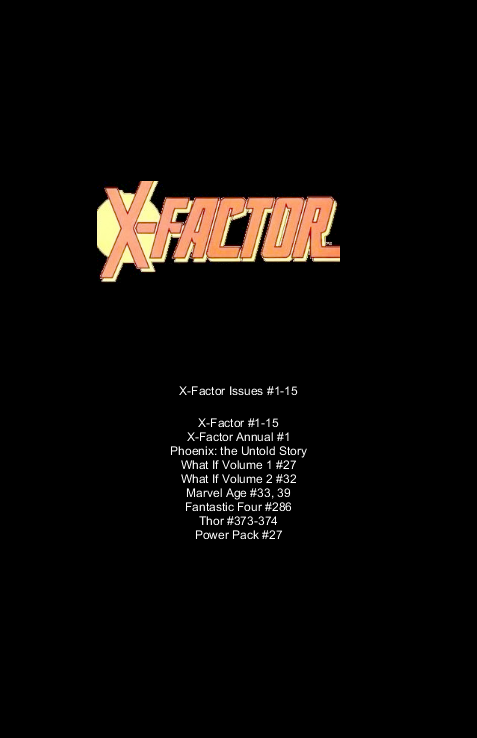 X-FACTOR
X-Factor Issues #1-15
X-Factor #1-15
X-Factor Annual #1
Phoenix: the Untold Story
What If Volume 1 #27
What If Volume 2 #32
Marvel Age #33, 39
Fantastic Four #286
Thor #373-374
Power Pack #27